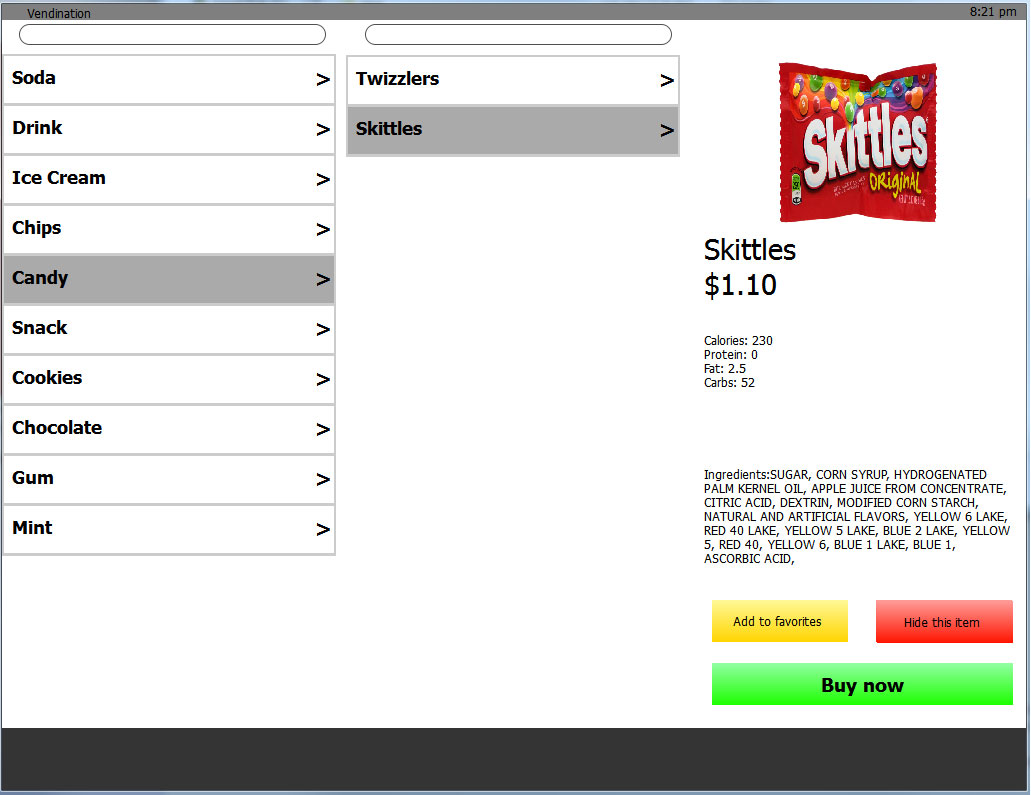 Vendination
8:21 pm
Soda >
Drink >
Ice Cream >
Chips >
Candy >
Snack >
Cookies >
Chocolate >
Gum >
Mint >
Twizzlers >
Skittles >
Skittles
ORiginAL
Skittles
$1.10
Calories: 230
Protein: 0
Fat: 2.5
Carbs: 52
Ingredients:SUGAR, CORN SYRUP, HYDROGENATED
PALM KERNEL OIL, APPLE JUICE FROM CONCENTRATE,
CITRIC ACID, DEXTRIN, MODIFIED CORN STARCH,
NATURAL AND ARTIFICIAL FLAVORS, YELLOW 6 LAKE,
RED 40 LAKE, YELLOW 5 LAKE, BLUE 2 LAKE, YELLOW
5, RED 40, YELLOW 6, BLUE 1 LAKE, BLUE 1,
ASCORBIC ACID,
Add to favorites
Hide this item
Buy now